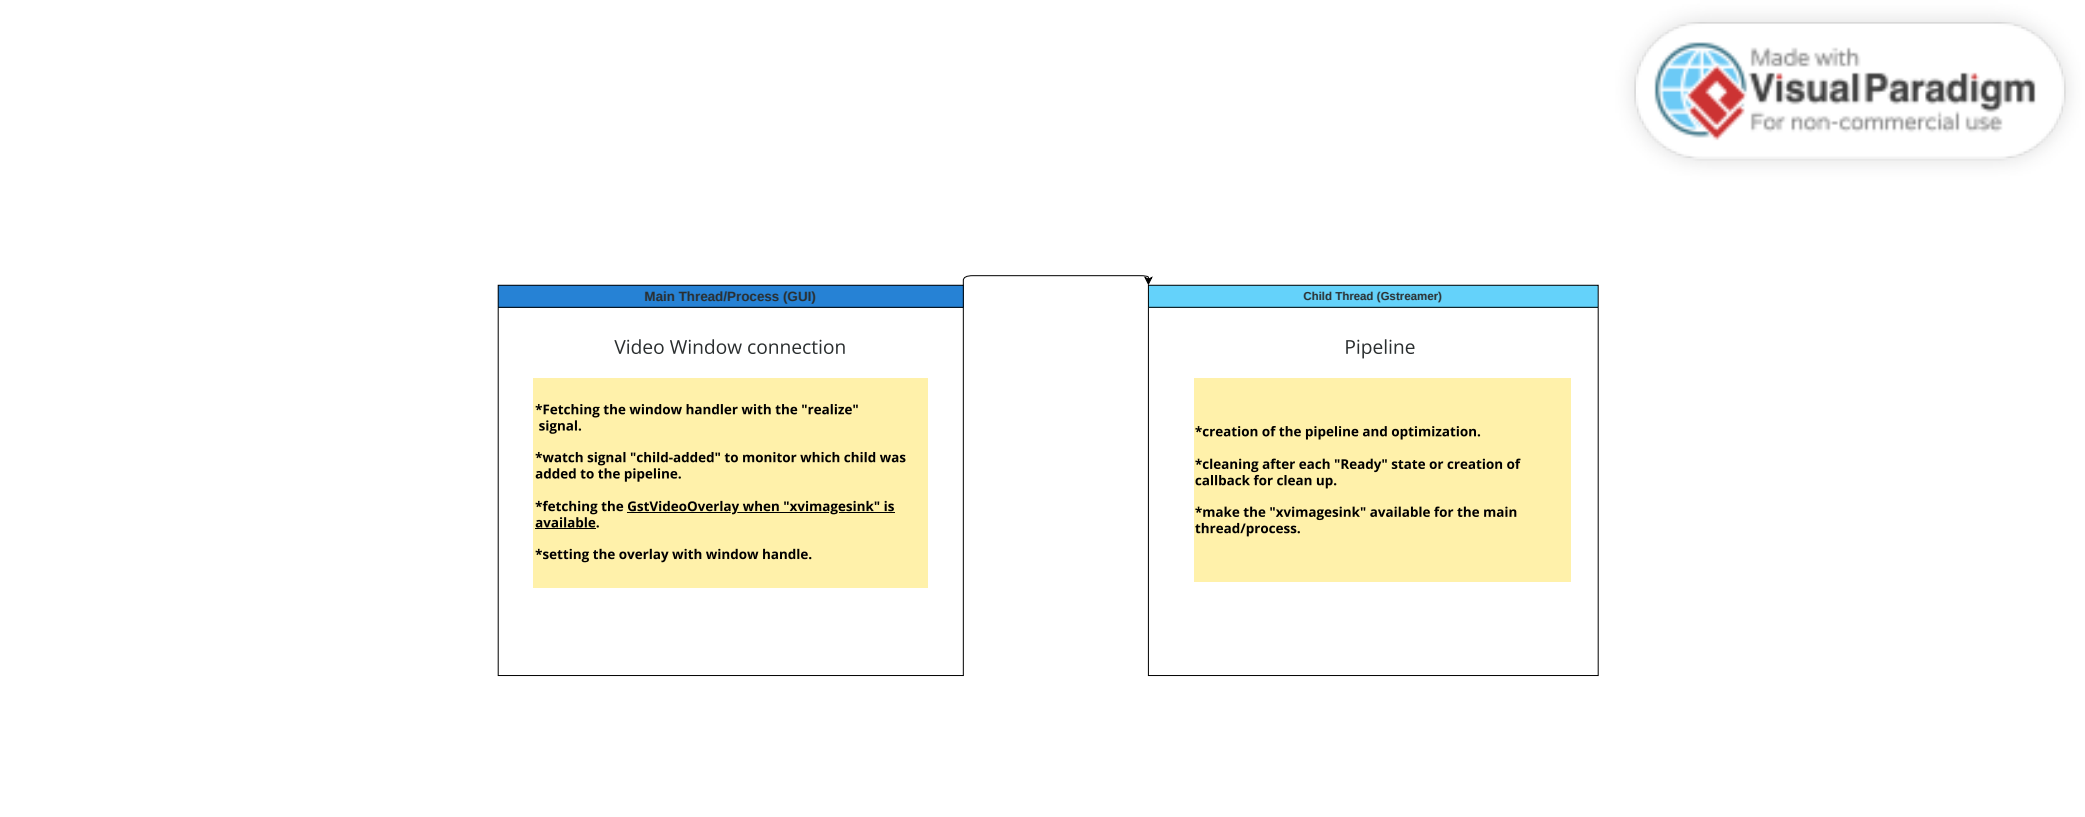 Made with
Visual Paradigm
For non-commercial use
Main Thread/Process (GUI)
Child Thread (Gstreamer)
Video Window connection
*Fetching the window handler with the "realize"
signal.
*watch signal "child-added" to monitor which child was
added to the pipeline.
*fetching the GstVideoOverlay when "xvimagesink" is
available.
*setting the overlay with window handle.
Pipeline
*creation of the pipeline and optimization.
*cleaning after each "Ready" state or creation of
callback for clean up.
*make the "xvimagesink" available for the main
thread/process.